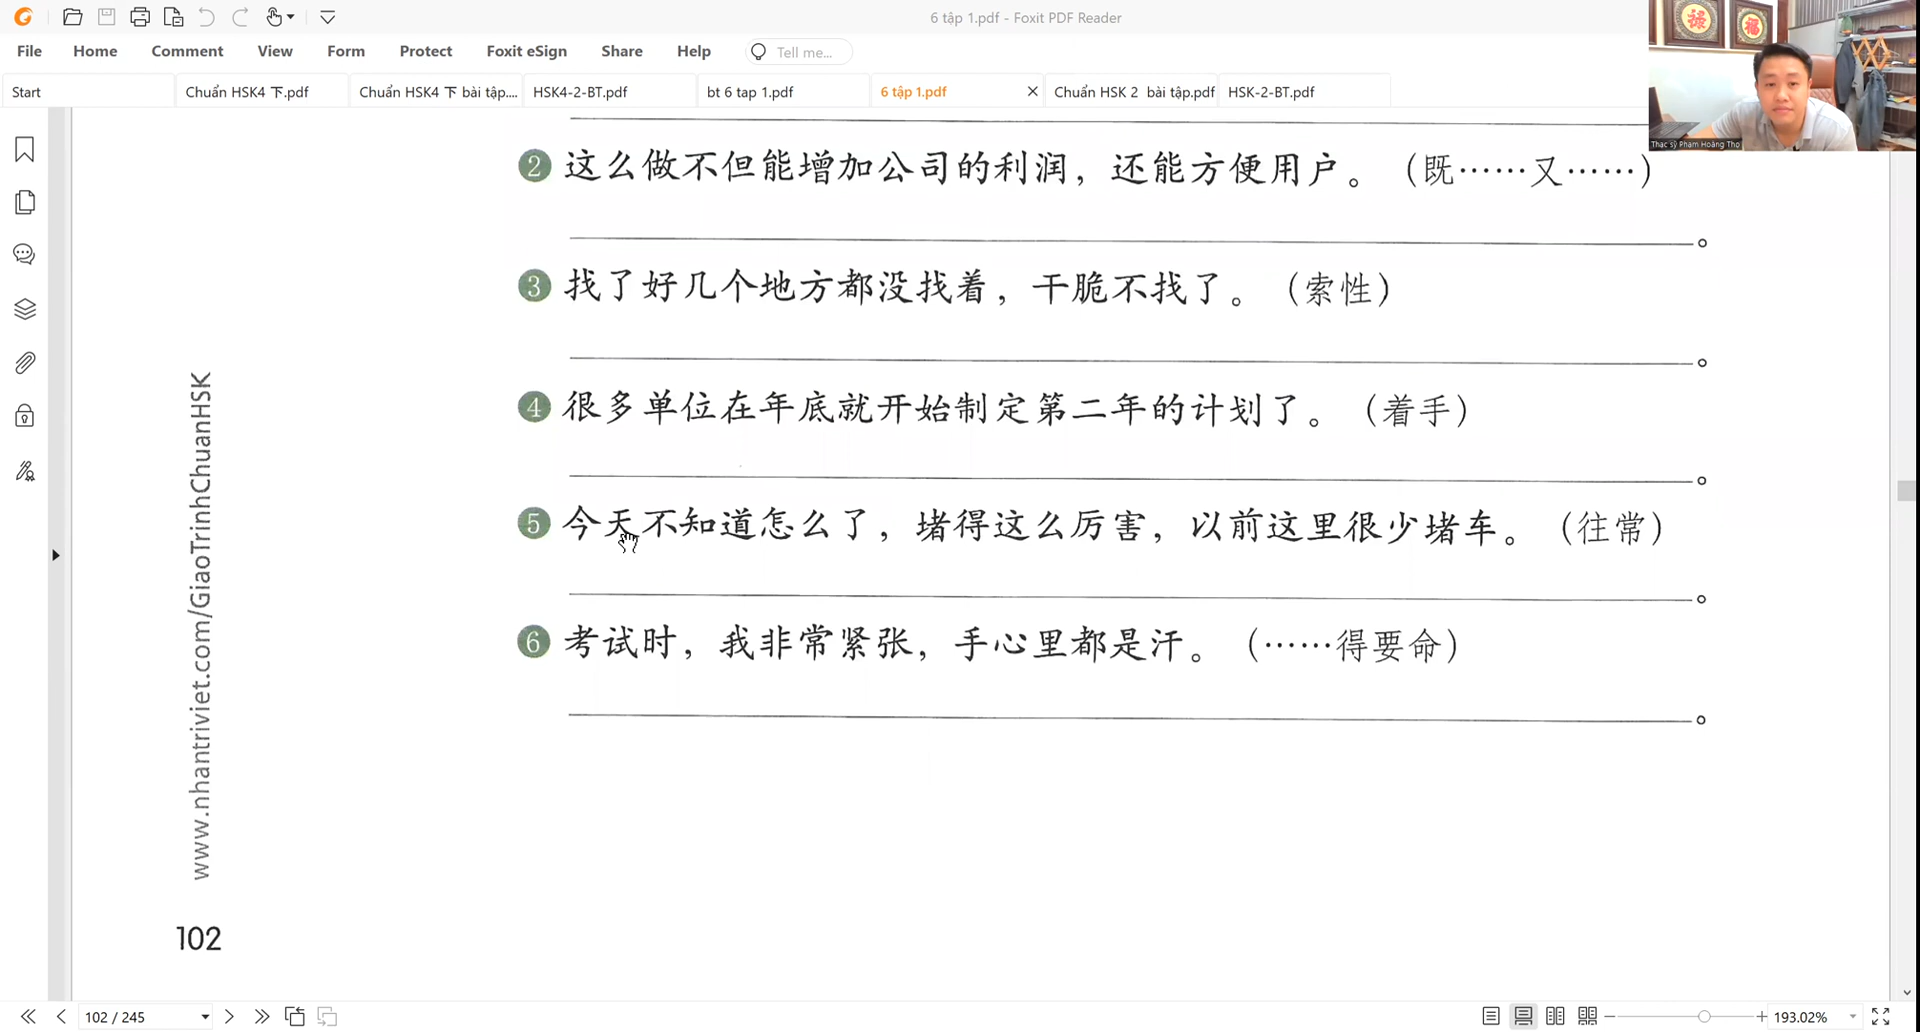 6 tập 1.pdf - Foxit PDF Reader
File Home Comment View Form Protect Foxit eSign Share Help Tell me...
Start Chuẩn HSK4 下.pdf Chuẩn HSK4 下 bài tập.... HSK4-2-BT.pdf bt 6 tap 1.pdf 6 tập 1.pdf Chuẩn HSK 2 bài tập.pdf HSK-2-BT.pdf
禄 福
Thạc sỹ Phạm Hoàng Tho
2 这么做不但能增加公司的利润，还能方便用户。（既……又……）
。
3 找了好几个地方都没找着，干脆不找了。（索性）
。
4 很多单位在年底就开始制定第二年的计划了。（着手）
。
5 今天不知道怎么了，堵得这么厉害，以前这里很少堵车。（往常）
。
6 考试时，我非常紧张，手心里都是汗。（……得要命）
。
www.nhantriviet.com/GiaoTrinhChuanHSK
102
102 / 245 193.02%